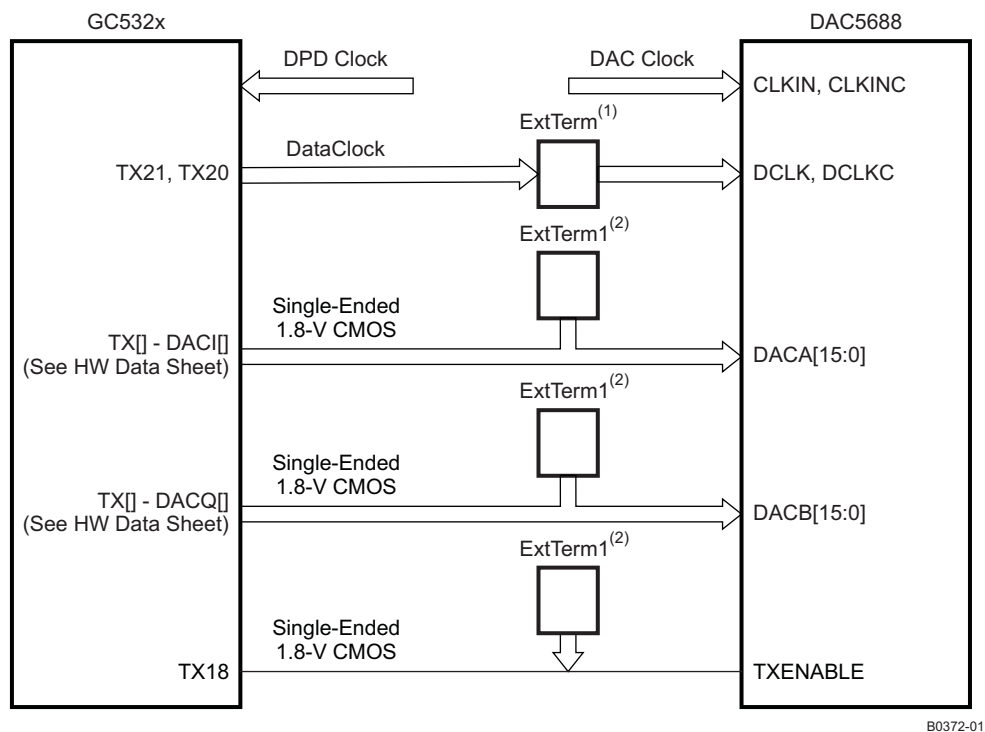 GC532x
DAC5688
DPD Clock
DAC Clock
CLKIN, CLKINC
ExtTerm(1)
DataClock
TX21, TX20
DCLK, DCLKC
ExtTerm1(2)
Single-Ended
1.8-V CMOS
TX[] - DACI[]
(See HW Data Sheet)
DACA[15:0]
ExtTerm1(2)
Single-Ended
1.8-V CMOS
TX[] - DACQ[]
(See HW Data Sheet)
DACB[15:0]
ExtTerm1(2)
Single-Ended
1.8-V CMOS
TX18
TXENABLE
B0372-01